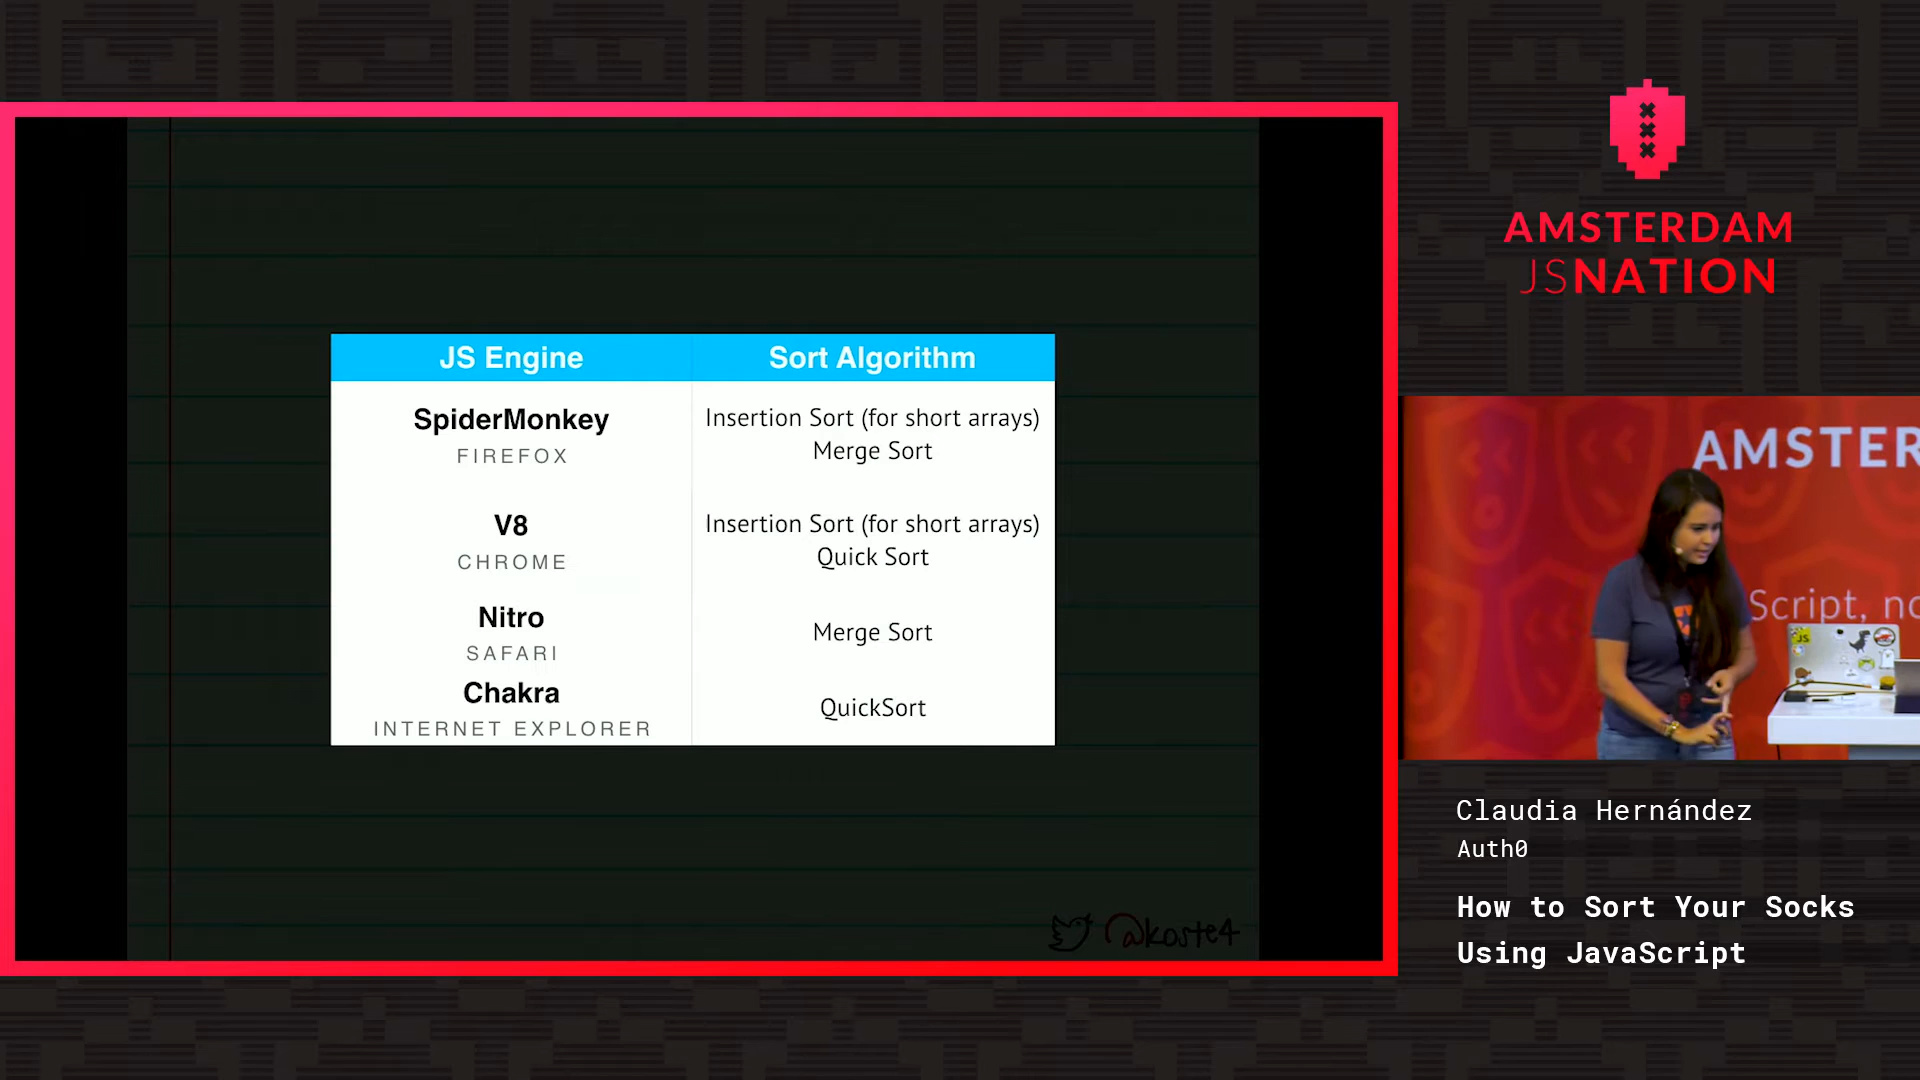 JS Engine
Sort Algorithm
SpiderMonkey
FIREFOX
Insertion Sort (for short arrays)
Merge Sort
V8
CHROME
Insertion Sort (for short arrays)
Quick Sort
Nitro
SAFARI
Merge Sort
Chakra
INTERNET EXPLORER
QuickSort
@koste4
AMSTERDAM
JSNATION
AMSTER
Script, no
JS
Claudia Hernández
Auth0
How to Sort Your Socks
Using JavaScript